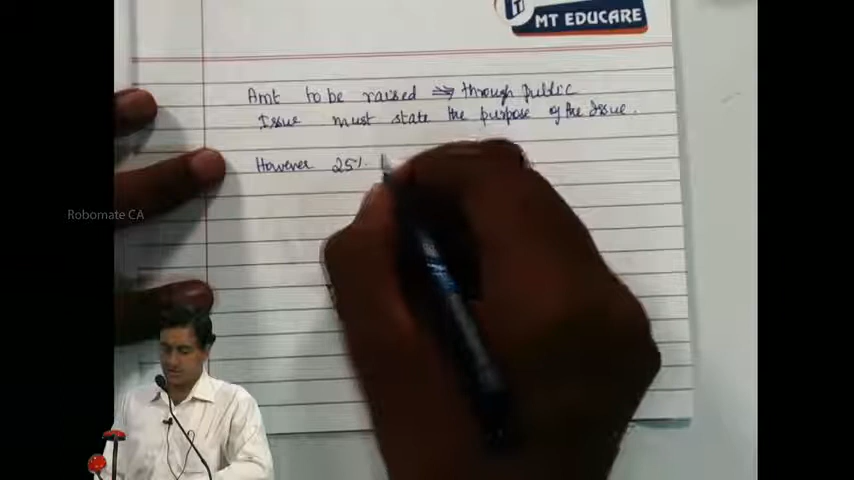 MT EDUCARE
Amt to be raised => through public
Issue must state the purpose of the Issue.
However 25%
Robomate CA